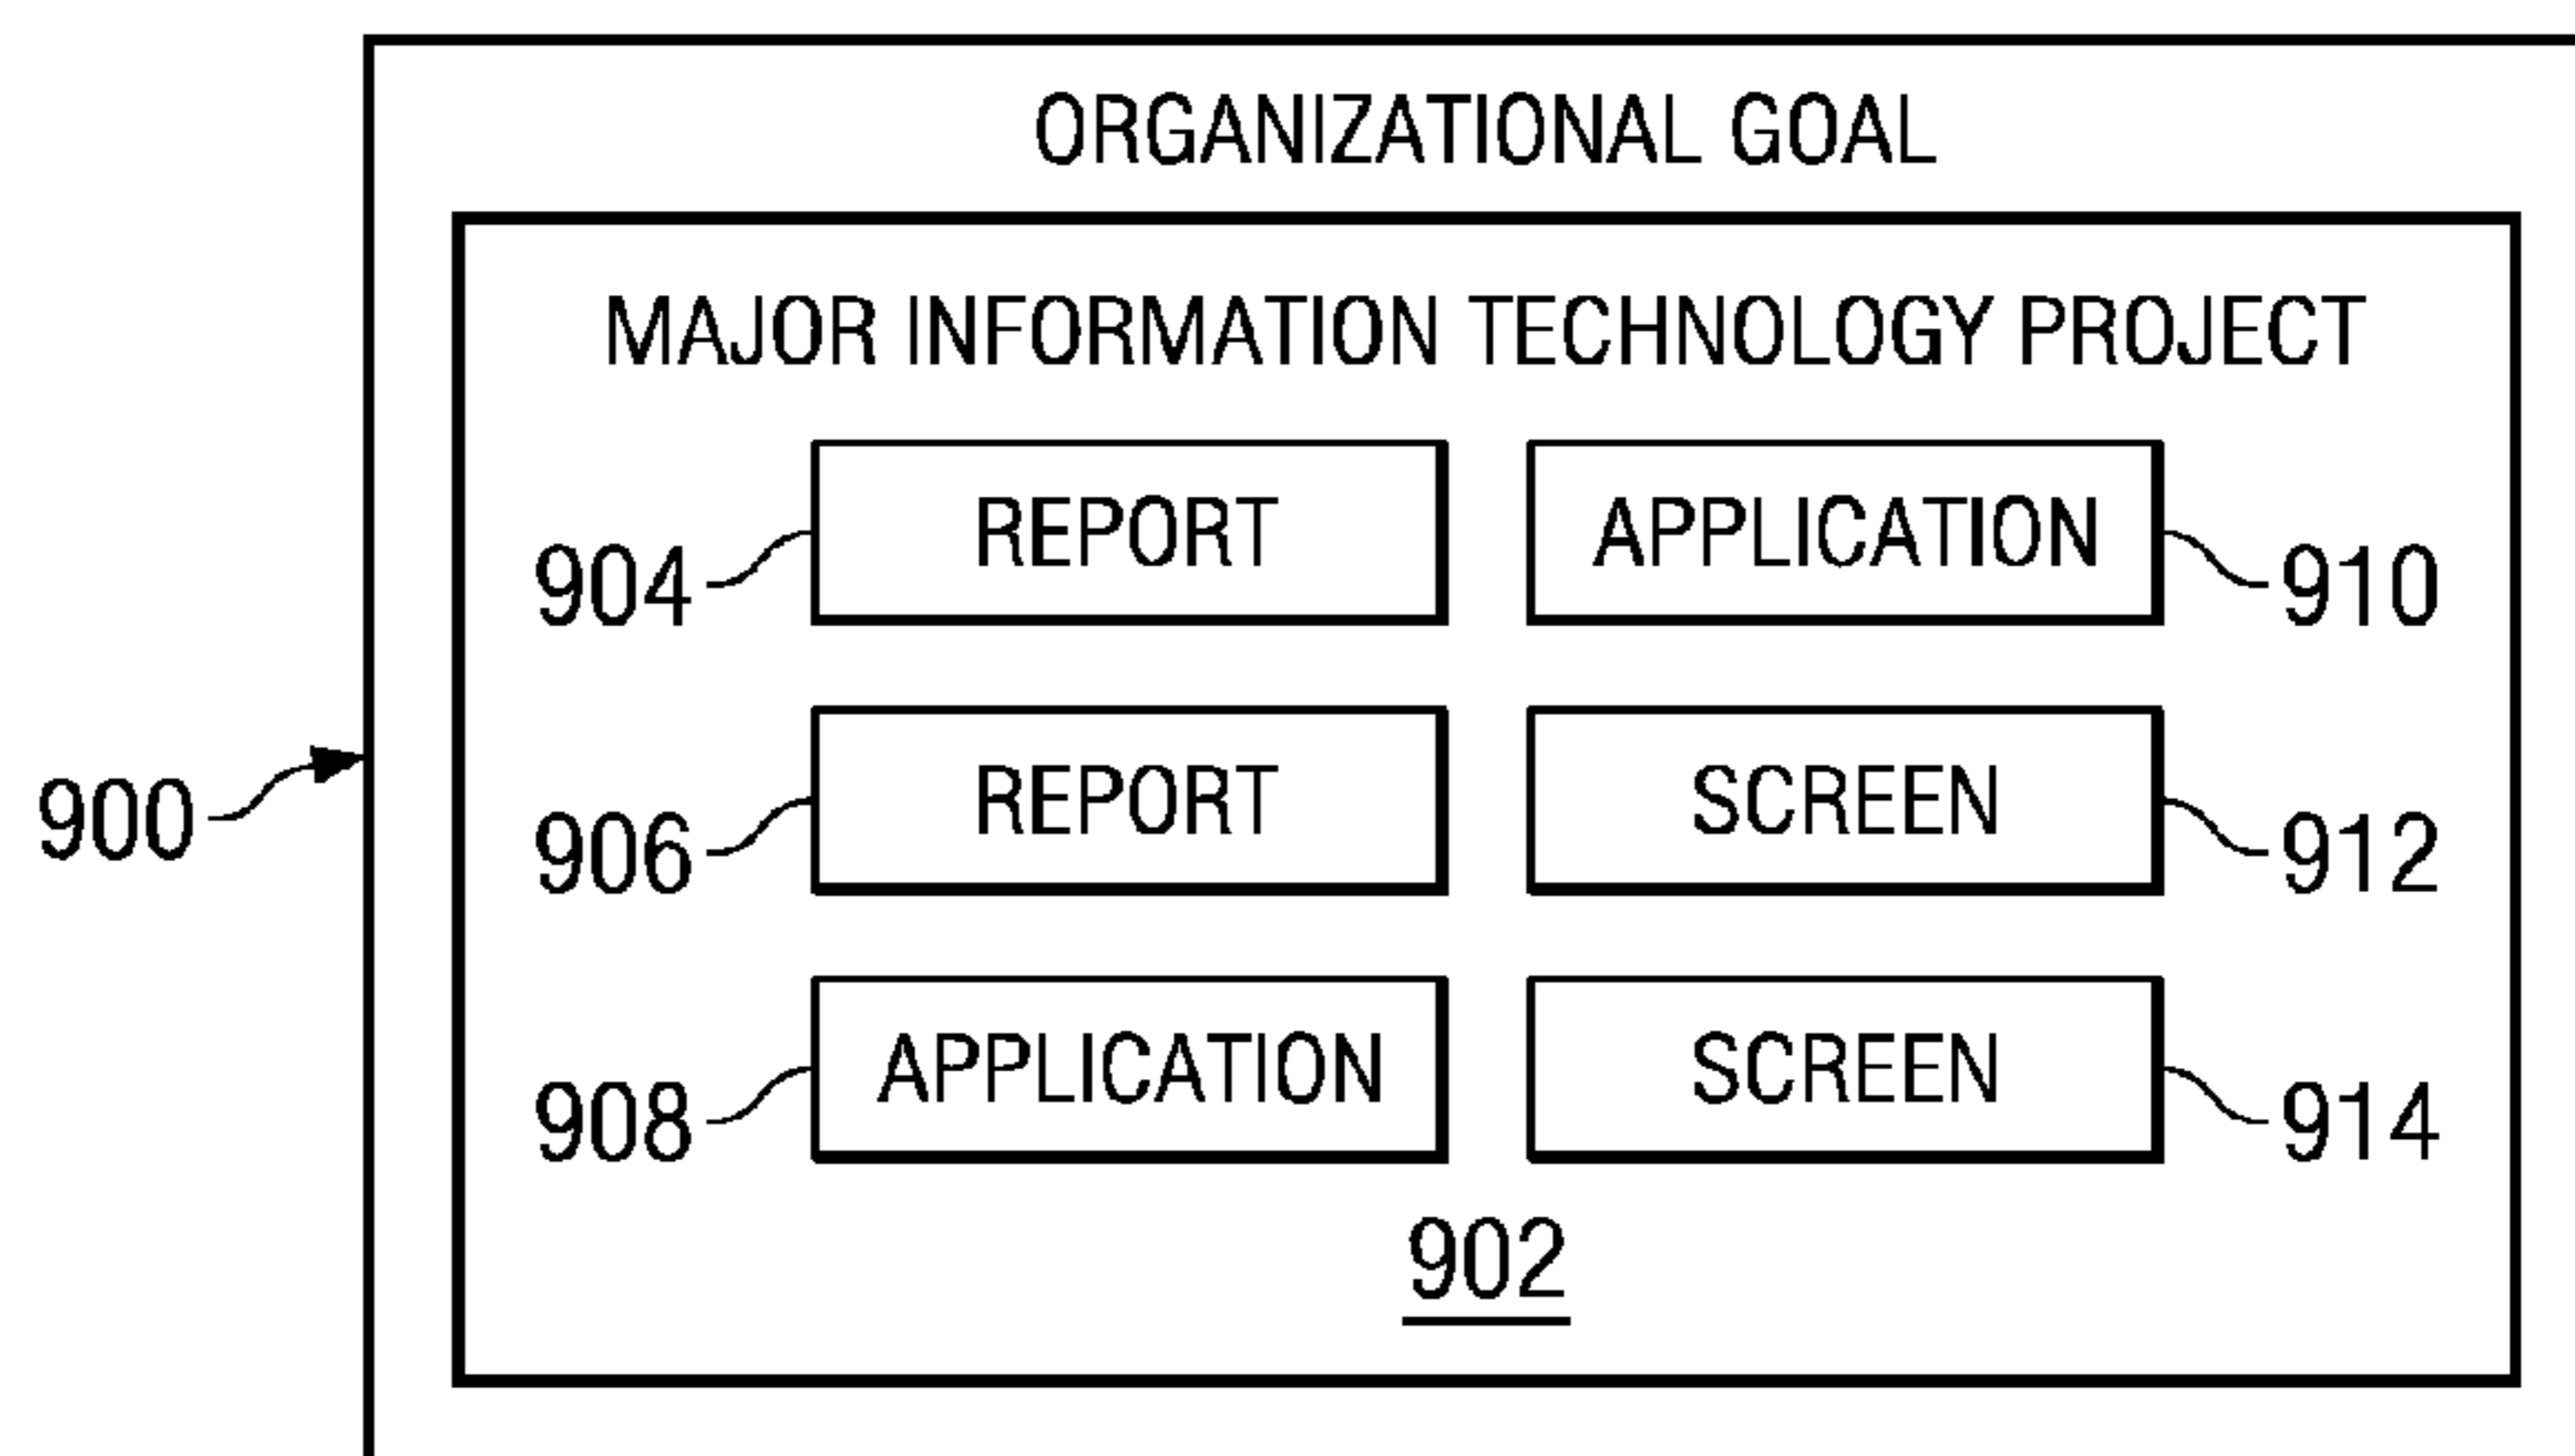 ORGANIZATIONAL GOAL
MAJOR INFORMATION TECHNOLOGY PROJECT
904 REPORT APPLICATION 910
900
906 REPORT SCREEN 912
908 APPLICATION SCREEN 914
902